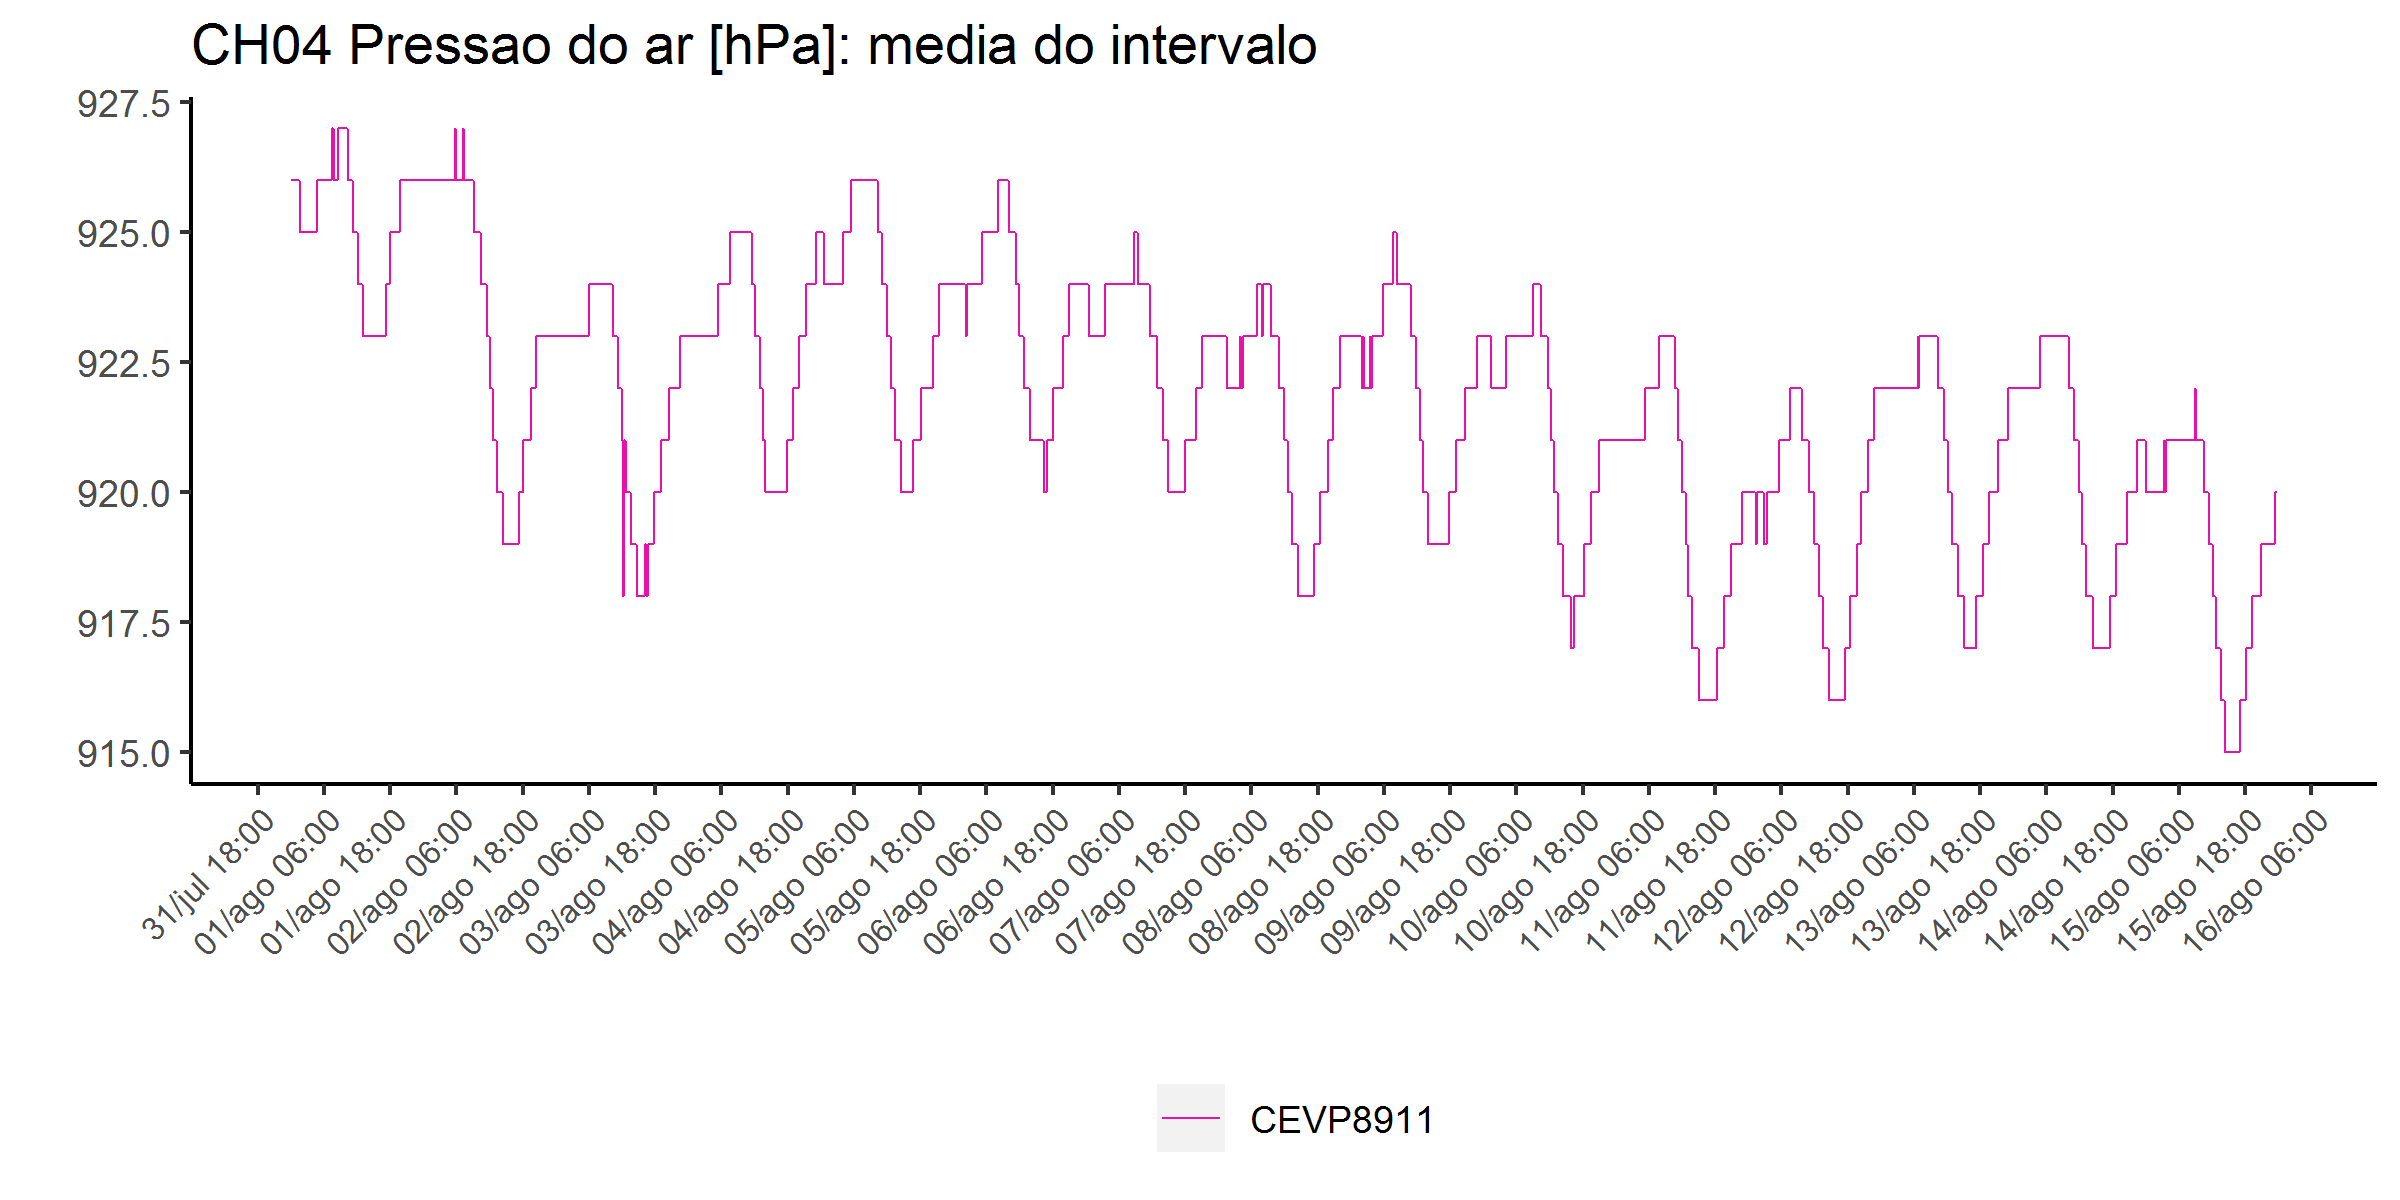 CH04 Pressao do ar [hPa]: media do intervalo
927.5
925.0
922.5
920.0
917.5
915.0
31/jul 18:00
01/ago 06:00
01/ago 18:00
02/ago 06:00
02/ago 18:00
03/ago 06:00
03/ago 18:00
04/ago 06:00
04/ago 18:00
05/ago 06:00
05/ago 18:00
06/ago 06:00
06/ago 18:00
07/ago 06:00
07/ago 18:00
08/ago 06:00
08/ago 18:00
09/ago 06:00
09/ago 18:00
10/ago 06:00
10/ago 18:00
11/ago 06:00
11/ago 18:00
12/ago 06:00
12/ago 18:00
13/ago 06:00
13/ago 18:00
14/ago 06:00
14/ago 18:00
15/ago 06:00
15/ago 18:00
16/ago 06:00
CEVP8911